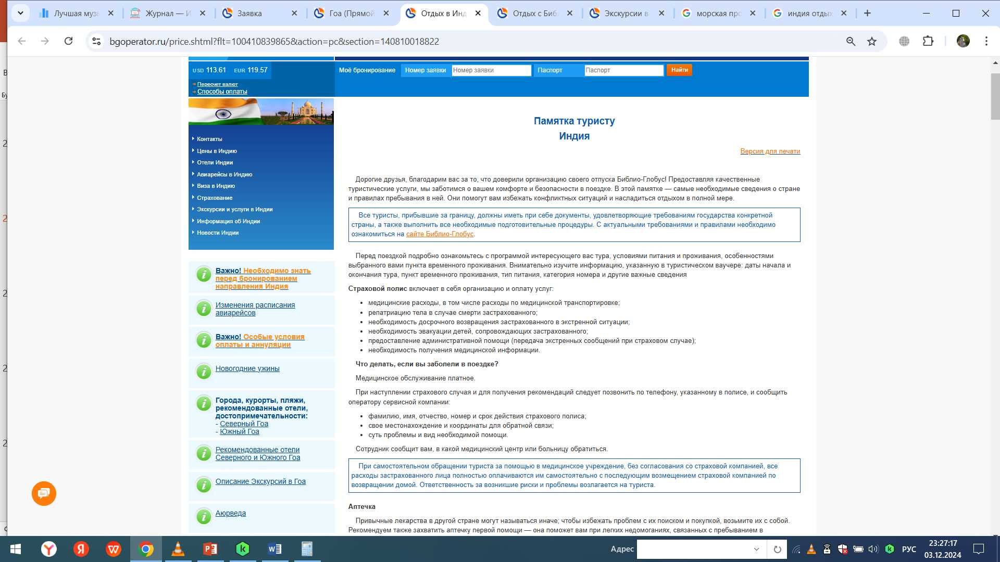 Лучшая муз
Журнал — И
Заявка
Гоа (Прямой
Отдых в Инд
Отдых с Биб
Экскурсии в
морская про
индия отдых
bgoperator.ru/price.shtml?flt=100410839865&action=pc&section=140810018822
USD 113.61 EUR 119.57
Пересчет валют
Способы оплаты
Моё бронирование Номер заявки Номер заявки Паспорт Паспорт Найти
Контакты
Цены в Индию
Отели Индии
Авиарейсы в Индию
Виза в Индию
Страхование
Экскурсии и услуги в Индии
Информация об Индии
Новости Индии
Важно! Необходимо знать
перед бронированием
направления Индия
Изменения расписания
авиарейсов
Важно! Особые условия
оплаты и аннуляции
Новогодние ужины
Города, курорты, пляжи,
рекомендованные отели,
достопримечательности:
- Северный Гоа
- Южный Гоа
Рекомендованные отели
Северного и Южного Гоа
Описание Экскурсий в Гоа
Аюрведа
Памятка туристу
Индия
Версия для печати
Дорогие друзья, благодарим вас за то, что доверили организацию своего отпуска Библио-Глобус! Предоставляя качественные
туристические услуги, мы заботимся о вашем комфорте и безопасности в поездке. В этой памятке — самые необходимые сведения о стране
и правилах пребывания в ней. Они помогут вам избежать конфликтных ситуаций и насладиться отдыхом в полной мере.
Все туристы, прибывшие за границу, должны иметь при себе документы, удовлетворяющие требованиям государства конкретной
страны, а также выполнить все необходимые подготовительные процедуры. С актуальными требованиями и правилами необходимо
ознакомиться на сайте Библио-Глобус.
Перед поездкой подробно ознакомьтесь с программой интересующего вас тура, условиями питания и проживания, особенностями
выбранного вами пункта временного проживания. Внимательно изучите информацию, указанную в туристическом ваучере: даты начала и
окончания тура, пункт временного проживания, тип питания, категория номера и другие важные сведения
Страховой полис включает в себя организацию и оплату услуг:
• медицинские расходы, в том числе расходы по медицинской транспортировке;
• репатриацию тела в случае смерти застрахованного;
• необходимость досрочного возвращения застрахованного в экстренной ситуации;
• необходимость эвакуации детей, сопровождающих застрахованного;
• предоставление административной помощи (передача экстренных сообщений при страховом случае);
• необходимость получения медицинской информации.
Что делать, если вы заболели в поездке?
Медицинское обслуживание платное.
При наступлении страхового случая и для получения рекомендаций следует позвонить по телефону, указанному в полисе, и сообщить
оператору сервисной компании:
• фамилию, имя, отчество, номер и срок действия страхового полиса;
• свое местонахождение и координаты для обратной связи;
• суть проблемы и вид необходимой помощи.
Сотрудник сообщит вам, в какой медицинский центр или больницу обратиться.
При самостоятельном обращении туриста за помощью в медицинское учреждение, без согласования со страховой компанией, все
расходы застрахованного лица полностью оплачиваются им самостоятельно с последующим возмещением страховой компанией по
возвращении домой. Ответственность за возникшие риски и проблемы возлагается на туриста.
Аптечка
Привычные лекарства в другой стране могут называться иначе; чтобы избежать проблем с их поиском и покупкой, возьмите их с собой.
Рекомендуем также захватить аптечку первой помощи — она поможет вам при легких недомоганиях, связанных с пребыванием в
Адрес
РУС
23:27:17
03.12.2024